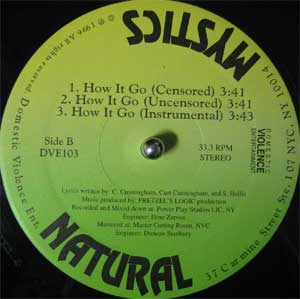 MYSTICS
1. How It Go (Censored) 3:41
2. How It Go (Uncensored) 3:41
3. How It Go (Instrumental) 3:43
Side B
DVE103
33.3 RPM
STEREO
DOMESTIC
VIOLENCE
ENTERTAINMENT
Lyrics written by: C. Cunningham, Curt Cunningham, and S. Hollis
Music produced by: PRETZEL'S LOGIC production
Recorded and Mixed down at: Power Play Studios LIC, NY
Engineer: Dino Zervos
Mastered at: Master Cutting Room, NYC
Engineer: Duncan Stanbury
NATURAL
1996 All rights reserved. Domestic Violence Ent.
37 Carmine Street Ste. 107 NY, NY 10014